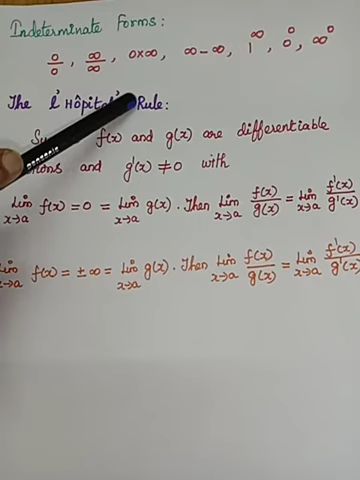 Indeterminate Forms:
0/0, ∞/∞, 0×∞, ∞-∞, 1^∞, 0^0, ∞^0
The L'Hôpital's Rule:
f(x) and g(x) are differentiable
and g'(x) ≠ 0 with
lim x→a f(x) = 0 = lim x→a g(x). Then lim x→a f(x)/g(x) = lim x→a f'(x)/g'(x)
lim x→a f(x) = ±∞ = lim x→a g(x). Then lim x→a f(x)/g(x) = lim x→a f'(x)/g'(x)